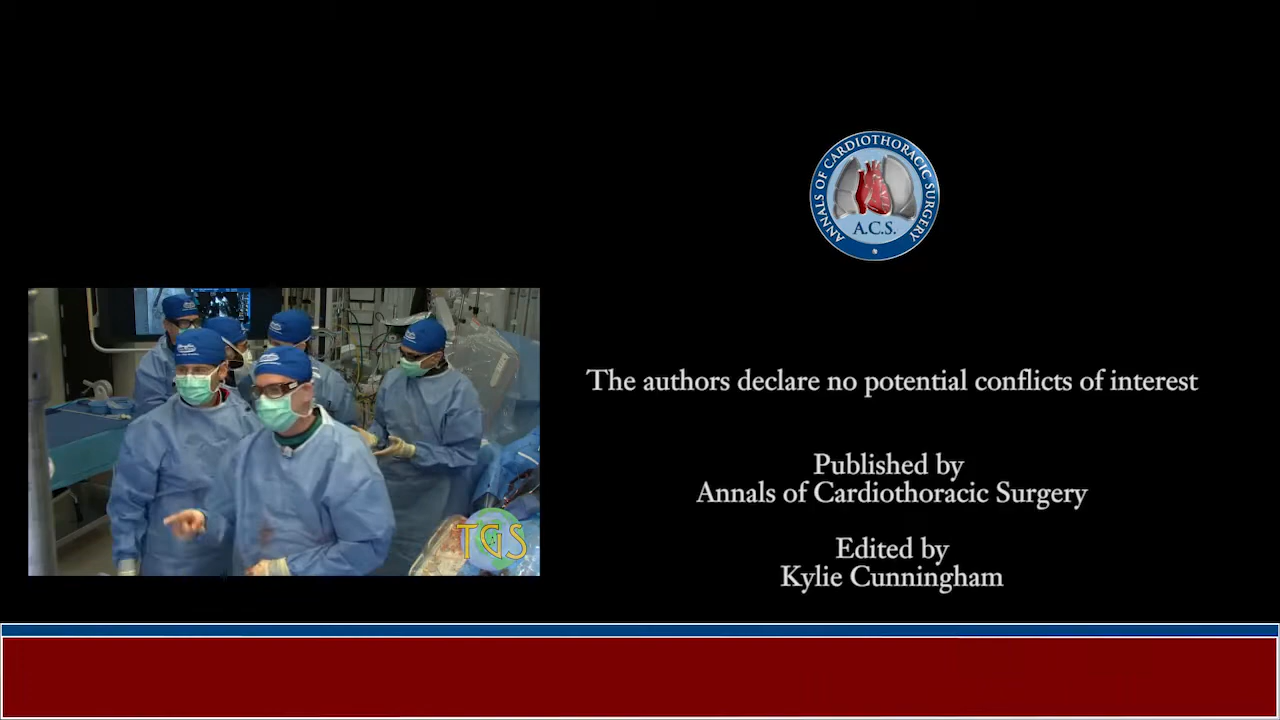 ANNALS OF CARDIOTHORACIC SURGERY
A.C.S.
The authors declare no potential conflicts of interest
Published by
Annals of Cardiothoracic Surgery
Edited by
Kylie Cunningham
TGS